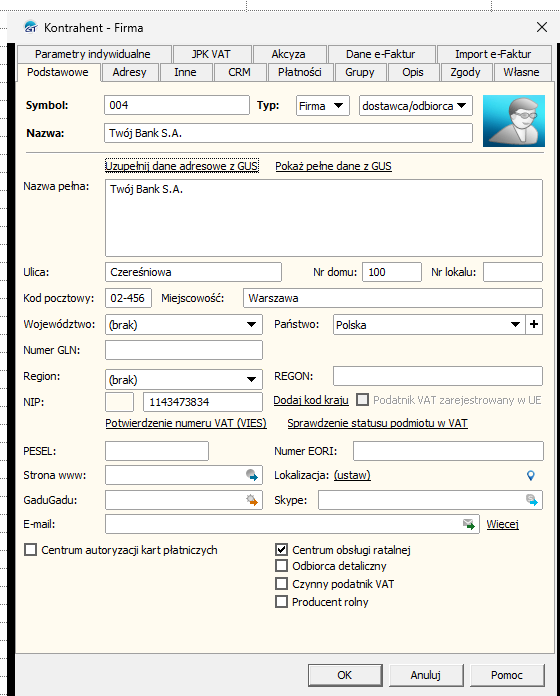 Kontrahent - Firma
Parametry indywidualne JPK VAT Akcyza Dane e-Faktur Import e-Faktur
Podstawowe Adresy Inne CRM Płatności Grupy Opis Zgody Własne
Symbol: 004 Typ: Firma dostawca/odbiorca
Nazwa: Twój Bank S.A.
Uzupełnij dane adresowe z GUS Pokaż pełne dane z GUS
Nazwa pełna: Twój Bank S.A.
Ulica: Czereśniowa Nr domu: 100 Nr lokalu:
Kod pocztowy: 02-456 Miejscowość: Warszawa
Województwo: (brak) Państwo: Polska
Numer GLN:
Region: (brak) REGON:
NIP: 1143473834 Dodaj kod kraju Podatnik VAT zarejestrowany w UE
Potwierdzenie numeru VAT (VIES) Sprawdzenie statusu podmiotu w VAT
PESEL: Numer EORI:
Strona www: Lokalizacja: (ustaw)
GaduGadu: Skype:
E-mail: Więcej
Centrum autoryzacji kart płatniczych Centrum obsługi ratalnej
Odbiorca detaliczny
Czynny podatnik VAT
Producent rolny
OK Anuluj Pomoc